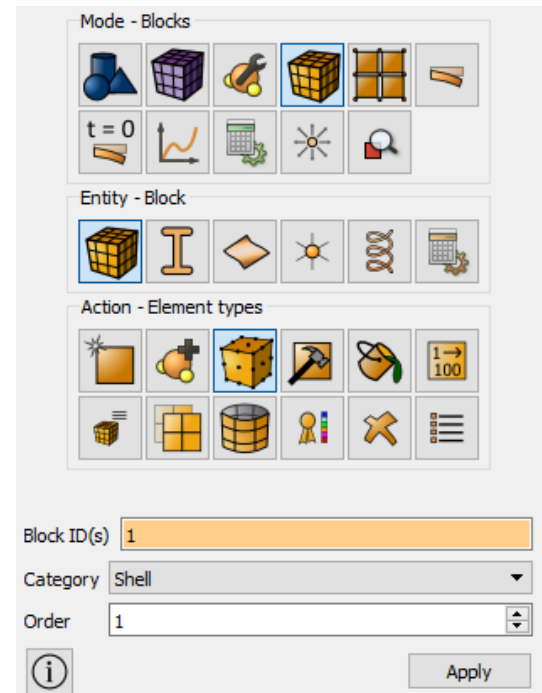 Mode - Blocks
t = 0
Entity - Block
Action - Element types
1→
100
Block ID(s) 1
Category Shell
Order 1
i Apply